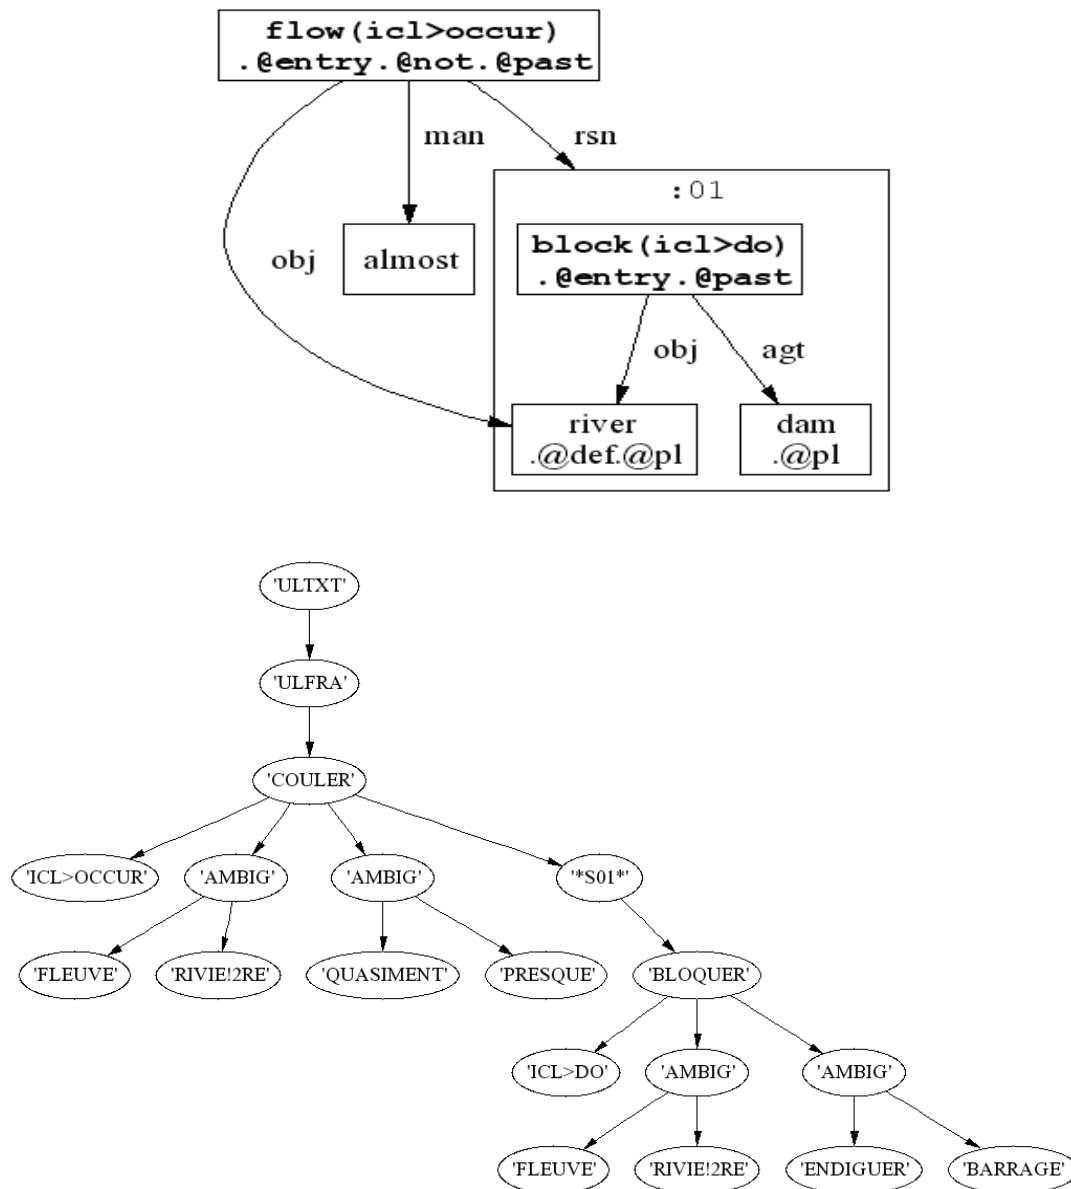 flow(icl>occur)
.@entry.@not.@past
man
rsn
:01
block(icl>do)
.@entry.@past
obj
almost
obj
agt
river
.@def.@pl
dam
.@pl
'ULTXT'
'ULFRA'
'COULER'
'ICL>OCCUR'
'AMBIG'
'AMBIG'
'*S01*'
'FLEUVE'
'RIVIE!2RE'
'QUASIMENT'
'PRESQUE'
'BLOQUER'
'ICL>DO'
'AMBIG'
'AMBIG'
'FLEUVE'
'RIVIE!2RE'
'ENDIGUER'
'BARRAGE'